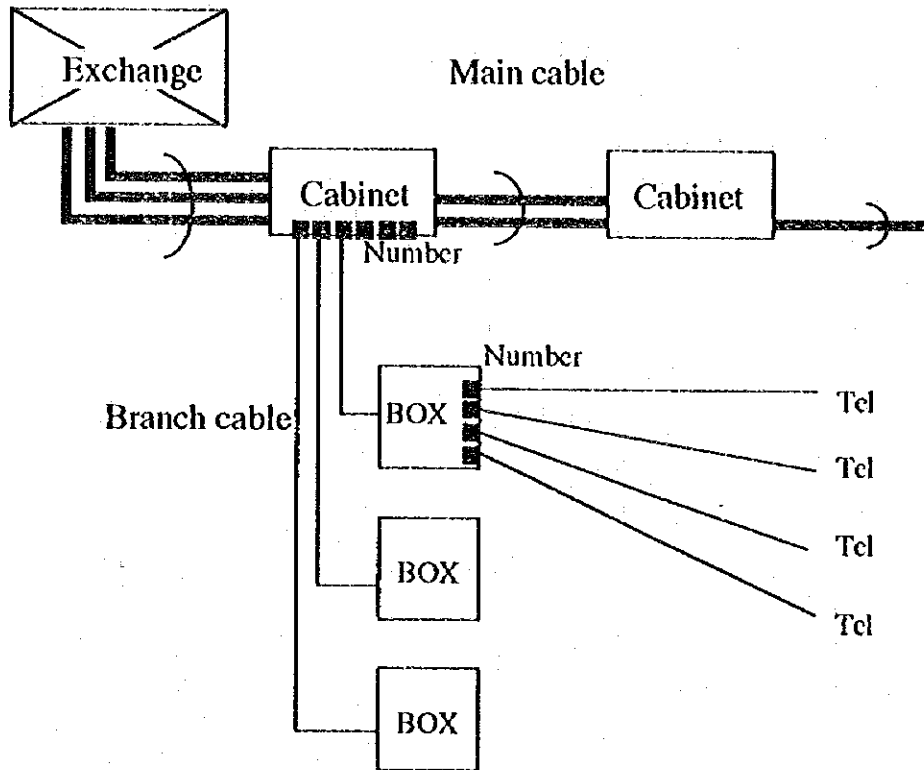 Exchange
Main cable
Cabinet
Cabinet
Number
Number
BOX
Tel
Branch cable
Tel
Tel
BOX
Tel
BOX